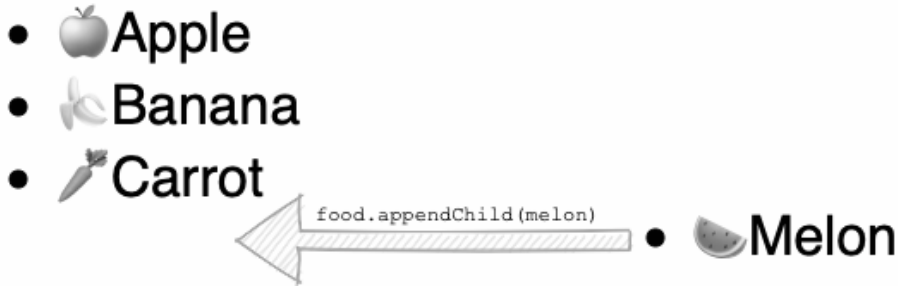 • 🍎Apple
• 🍌Banana
• 🥕Carrot
food.appendChild(melon)
• 🍉Melon